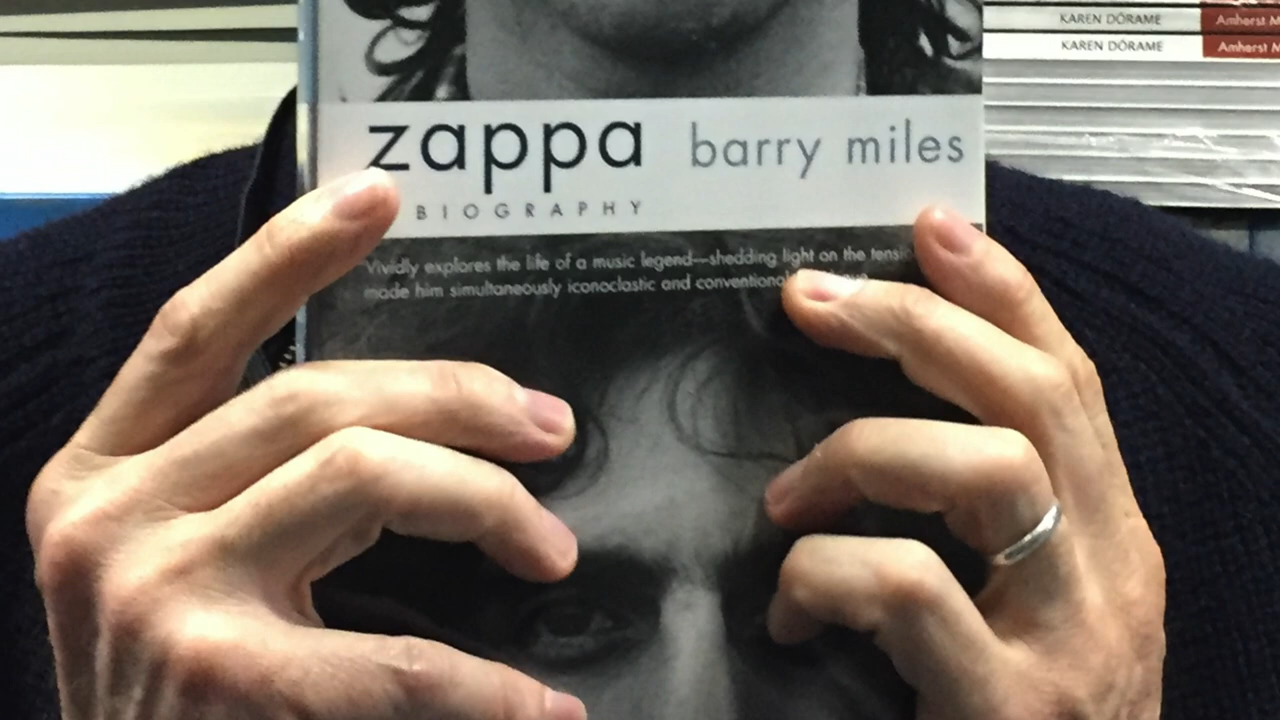 KAREN DÖRAME Amherst M
KAREN DÖRAME Amherst M
zappa barry miles
BIOGRAPHY
Vividly explores the life of a music legend—shedding light on the
made him simultaneously iconoclastic and